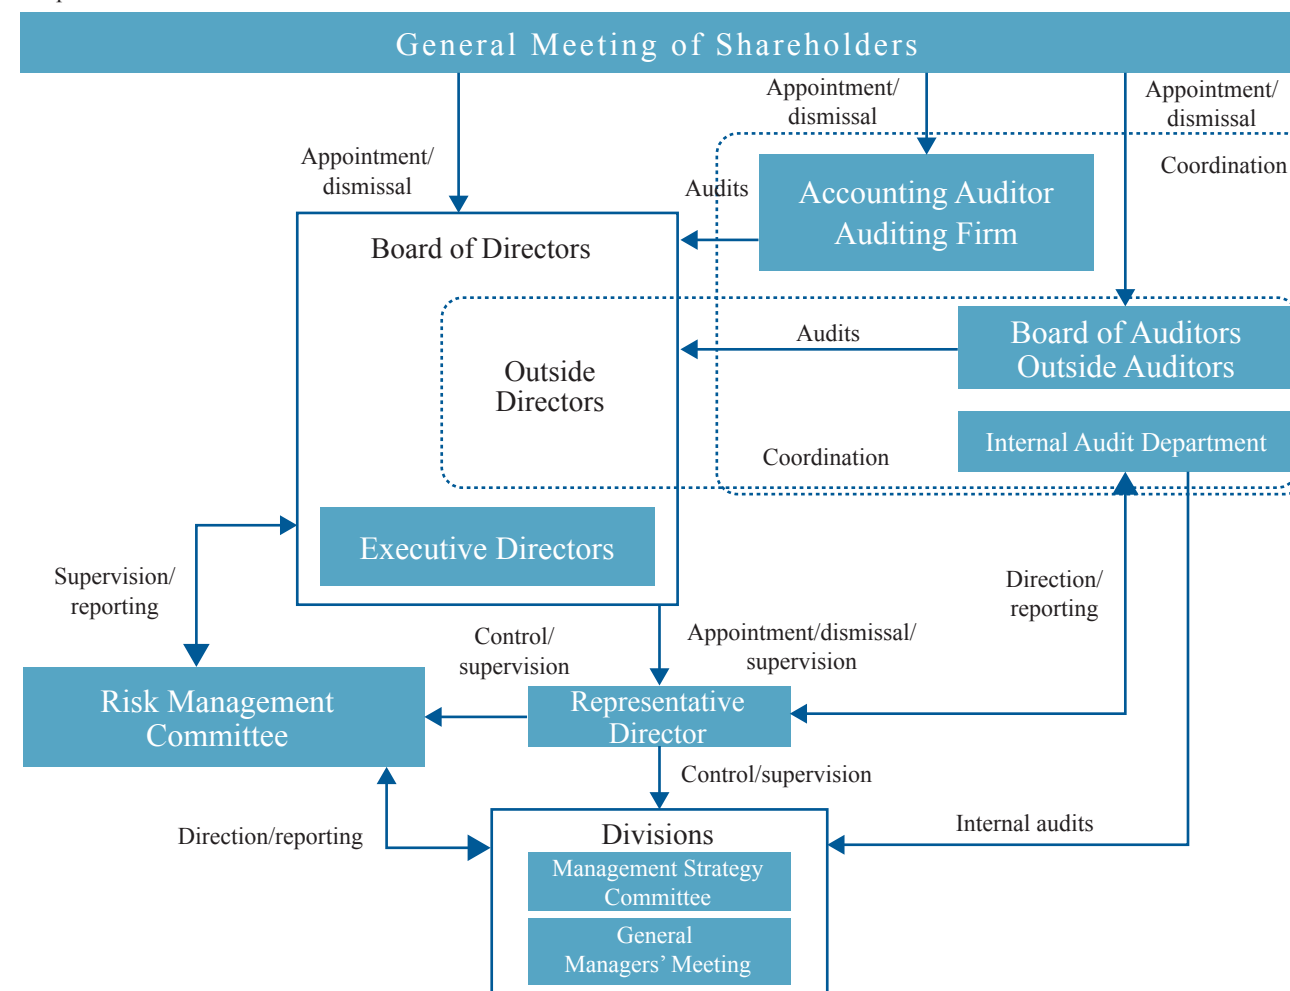 General Meeting of Shareholders
Appointment/
dismissal
Appointment/
dismissal
Appointment/
dismissal
Coordination
Audits
Accounting Auditor
Auditing Firm
Board of Directors
Audits
Board of Auditors
Outside Auditors
Outside
Directors
Internal Audit Department
Coordination
Executive Directors
Supervision/
reporting
Direction/
reporting
Control/
supervision
Appointment/dismissal/
supervision
Risk Management
Committee
Representative
Director
Control/supervision
Direction/reporting
Internal audits
Divisions
Management Strategy
Committee
General
Managers’ Meeting